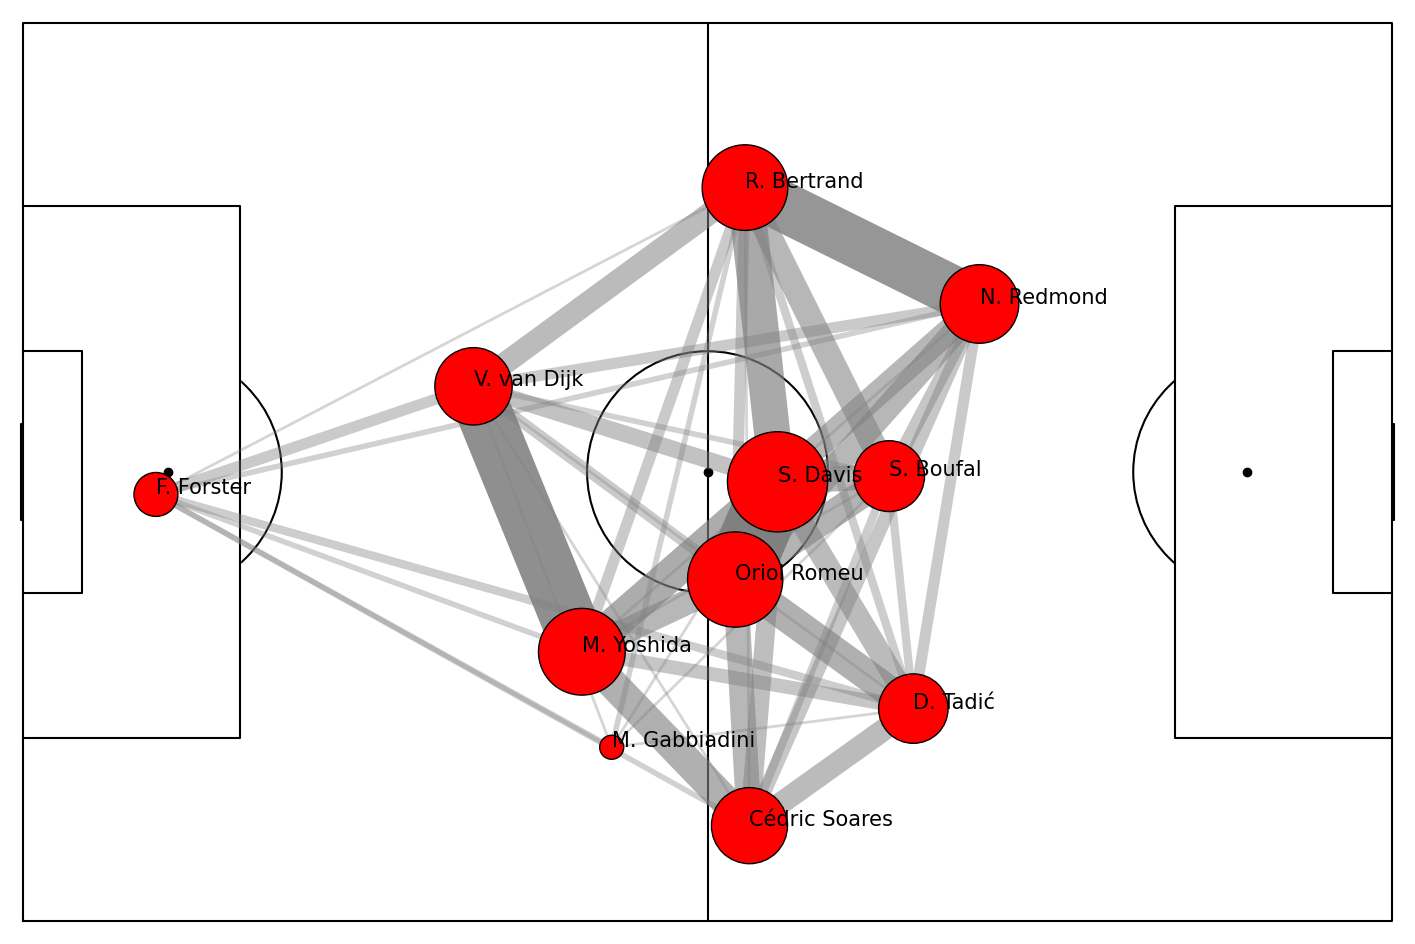 R. Bertrand
N. Redmond
V. van Dijk
S. Boufal
S. Davis
F. Forster
Oriol Romeu
M. Yoshida
D. Tadić
M. Gabbiadini
Cédric Soares